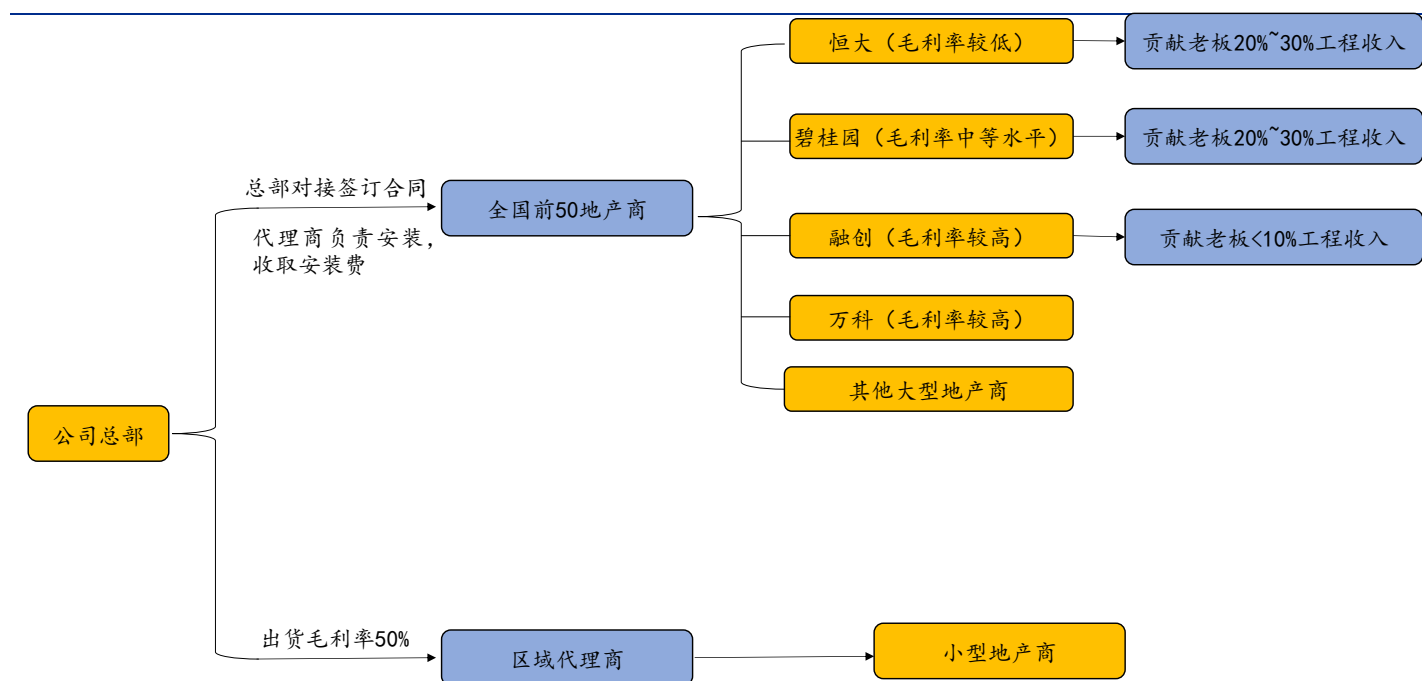 恒大（毛利率较低）
贡献老板20%~30%工程收入
碧桂园（毛利率中等水平）
贡献老板20%~30%工程收入
总部对接签订合同
全国前50地产商
代理商负责安装，
收取安装费
融创（毛利率较高）
贡献老板<10%工程收入
万科（毛利率较高）
其他大型地产商
公司总部
出货毛利率50%
区域代理商
小型地产商